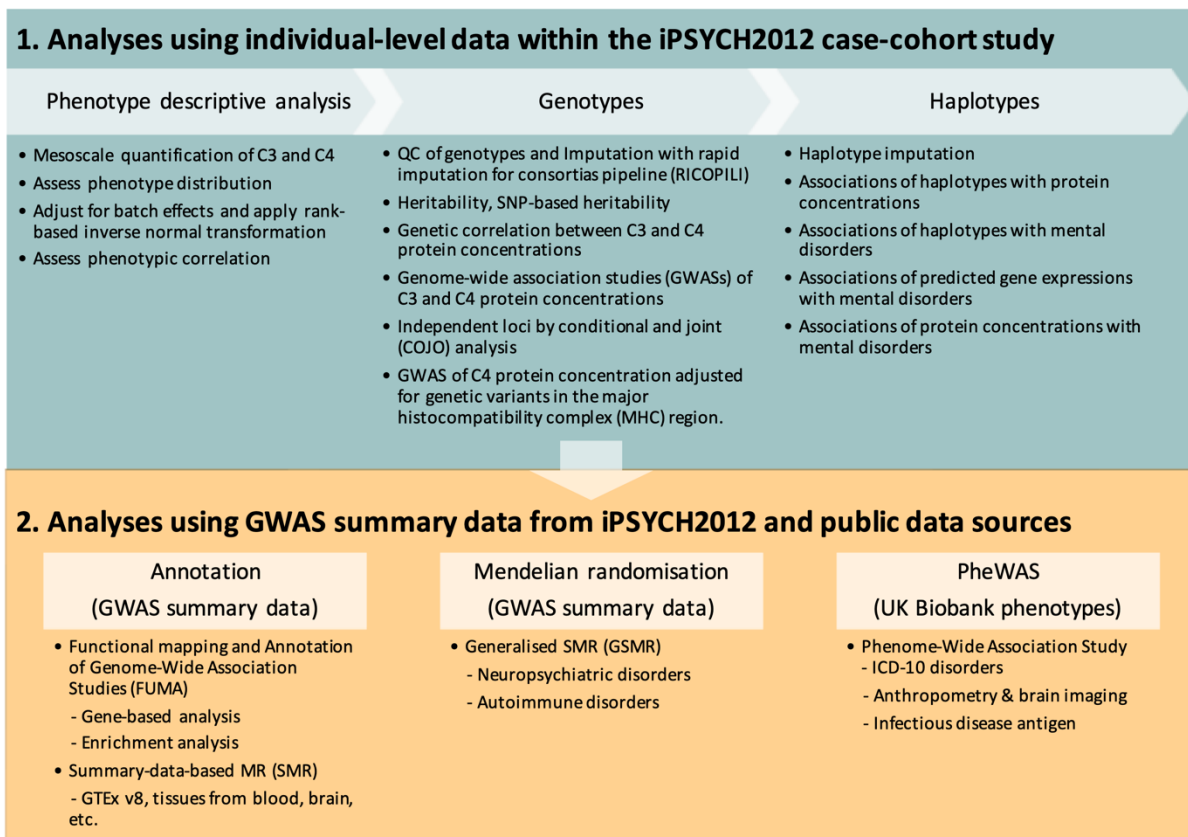 1. Analyses using individual-level data within the iPSYCH2012 case-cohort study
Phenotype descriptive analysis
• Mesoscale quantification of C3 and C4
• Assess phenotype distribution
• Adjust for batch effects and apply rank-
based inverse normal transformation
• Assess phenotypic correlation
Genotypes
• QC of genotypes and Imputation with rapid
imputation for consortias pipeline (RICOPILI)
• Heritability, SNP-based heritability
• Genetic correlation between C3 and C4
protein concentrations
• Genome-wide association studies (GWASs) of
C3 and C4 protein concentrations
• Independent loci by conditional and joint
(COJO) analysis
• GWAS of C4 protein concentration adjusted
for genetic variants in the major
histocompatibility complex (MHC) region.
Haplotypes
• Haplotype imputation
• Associations of haplotypes with protein
concentrations
• Associations of haplotypes with mental
disorders
• Associations of predicted gene expressions
with mental disorders
• Associations of protein concentrations with
mental disorders
2. Analyses using GWAS summary data from iPSYCH2012 and public data sources
Annotation
(GWAS summary data)
• Functional mapping and Annotation
of Genome-Wide Association
Studies (FUMA)
- Gene-based analysis
- Enrichment analysis
• Summary-data-based MR (SMR)
- GTEx v8, tissues from blood, brain,
etc.
Mendelian randomisation
(GWAS summary data)
• Generalised SMR (GSMR)
- Neuropsychiatric disorders
- Autoimmune disorders
PheWAS
(UK Biobank phenotypes)
• Phenome-Wide Association Study
- ICD-10 disorders
- Anthropometry & brain imaging
- Infectious disease antigen